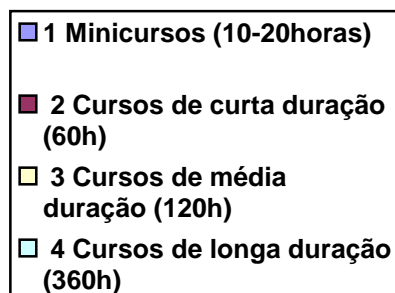 1 Minicursos (10-20horas)
2 Cursos de curta duração
(60h)
3 Cursos de média
duração (120h)
4 Cursos de longa duração
(360h)